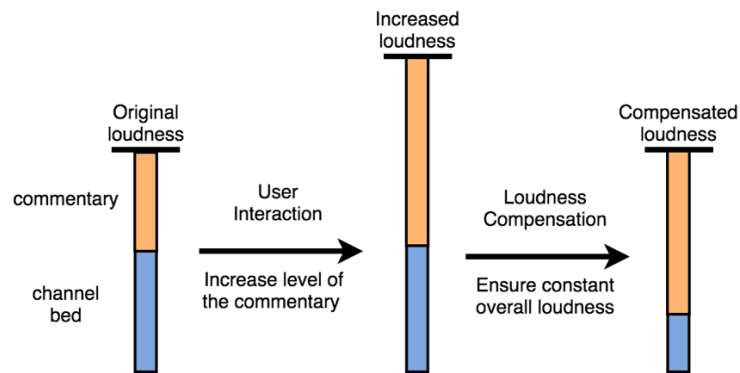 Original
loudness
commentary
channel
bed
User
Interaction
Increase level of
the commentary
Increased
loudness
Loudness
Compensation
Ensure constant
overall loudness
Compensated
loudness